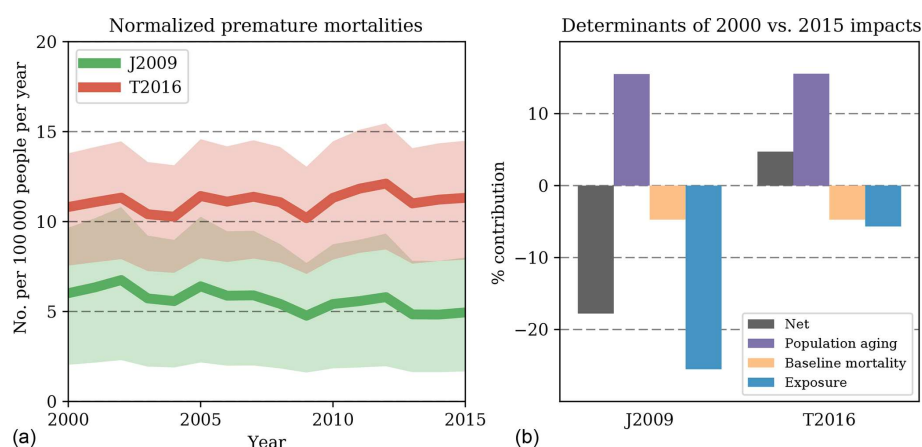 Normalized premature mortalities
20
15
10
5
0
No. per 100 000 people per year
J2009
T2016
2000
2005
2010
2015
Year
(a)
Determinants of 2000 vs. 2015 impacts
10
0
−10
−20
% contribution
Net
Population aging
Baseline mortality
Exposure
J2009
T2016
(b)